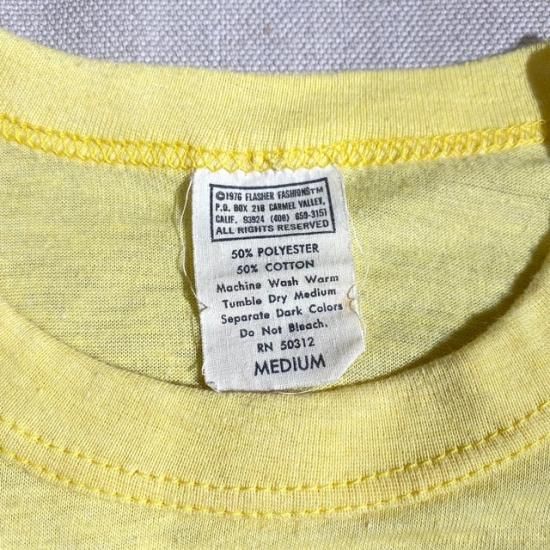 ©1976 FLASHER FASHIONS™
P.O. BOX 218 CARMEL VALLEY,
CALIF. 93924 (408) 659-3151
ALL RIGHTS RESERVED
50% POLYESTER
50% COTTON
Machine Wash Warm
Tumble Dry Medium
Separate Dark Colors
Do Not Bleach.
RN 50312
MEDIUM